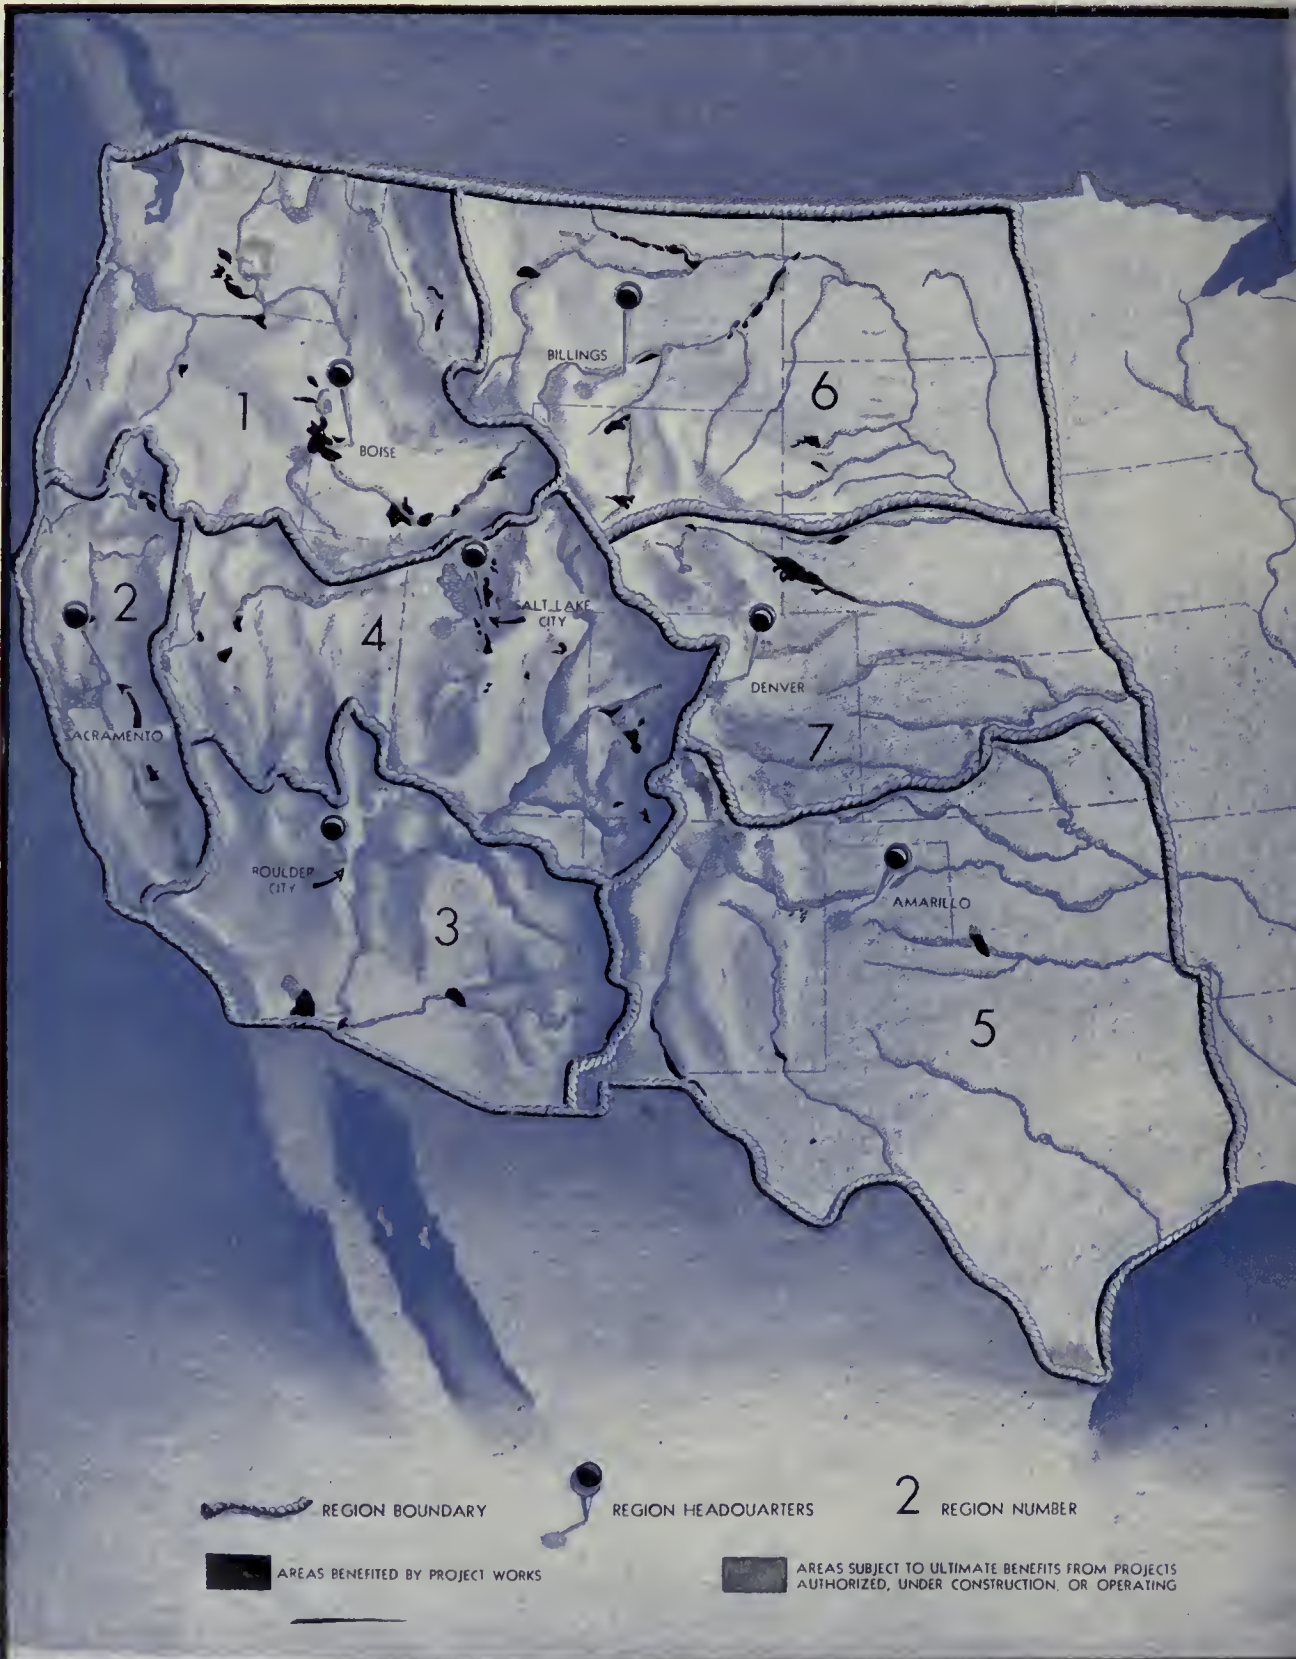 BILLINGS
6
1
BOISE
2
SALT LAKE
CITY
4
DENVER
SACRAMENTO
7
BOULDER
CITY
AMARILLO
3
5
REGION BOUNDARY
REGION HEADQUARTERS
2 REGION NUMBER
AREAS BENEFITED BY PROJECT WORKS
AREAS SUBJECT TO ULTIMATE BENEFITS FROM PROJECTS
AUTHORIZED, UNDER CONSTRUCTION, OR OPERATING